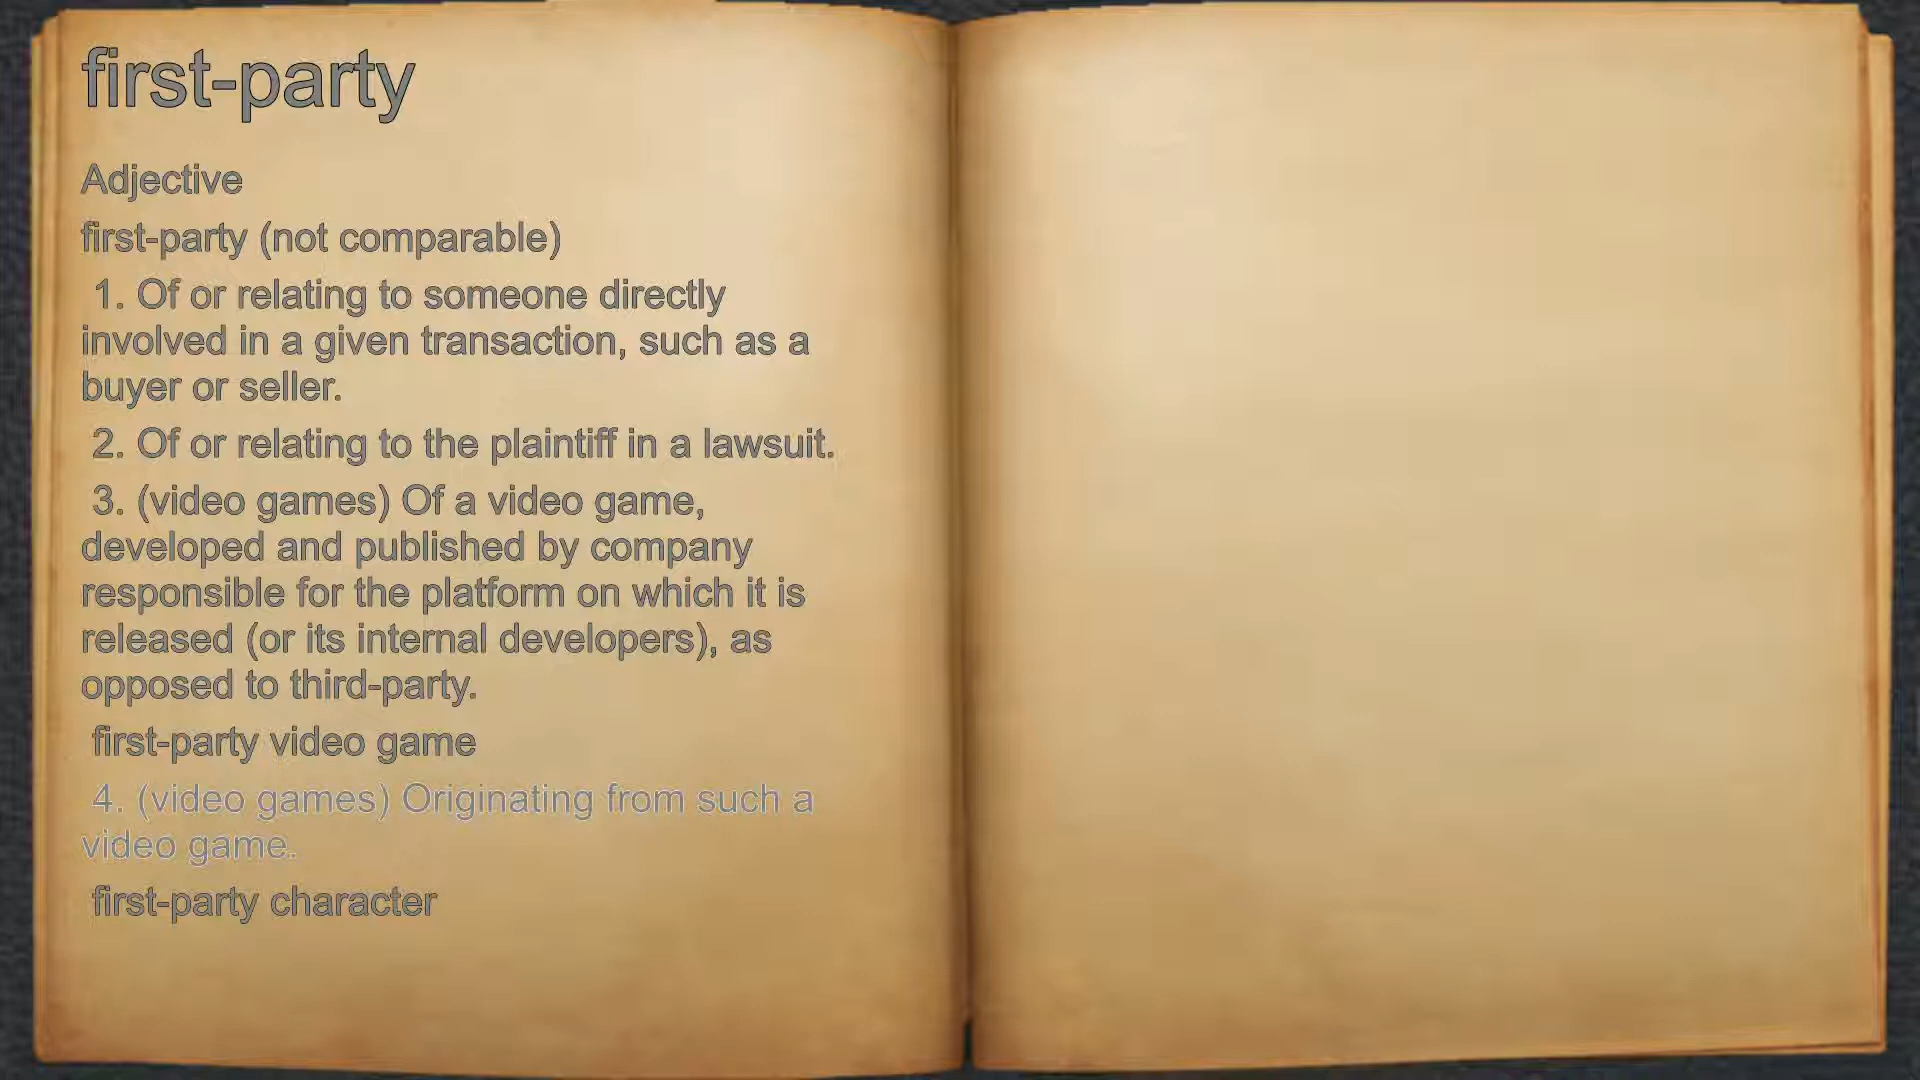 first-party
Adjective
first-party (not comparable)
1. Of or relating to someone directly
involved in a given transaction, such as a
buyer or seller.
2. Of or relating to the plaintiff in a lawsuit.
3. (video games) Of a video game,
developed and published by company
responsible for the platform on which it is
released (or its internal developers), as
opposed to third-party.
first-party video game
4. (video games) Originating from such a
video game.
first-party character